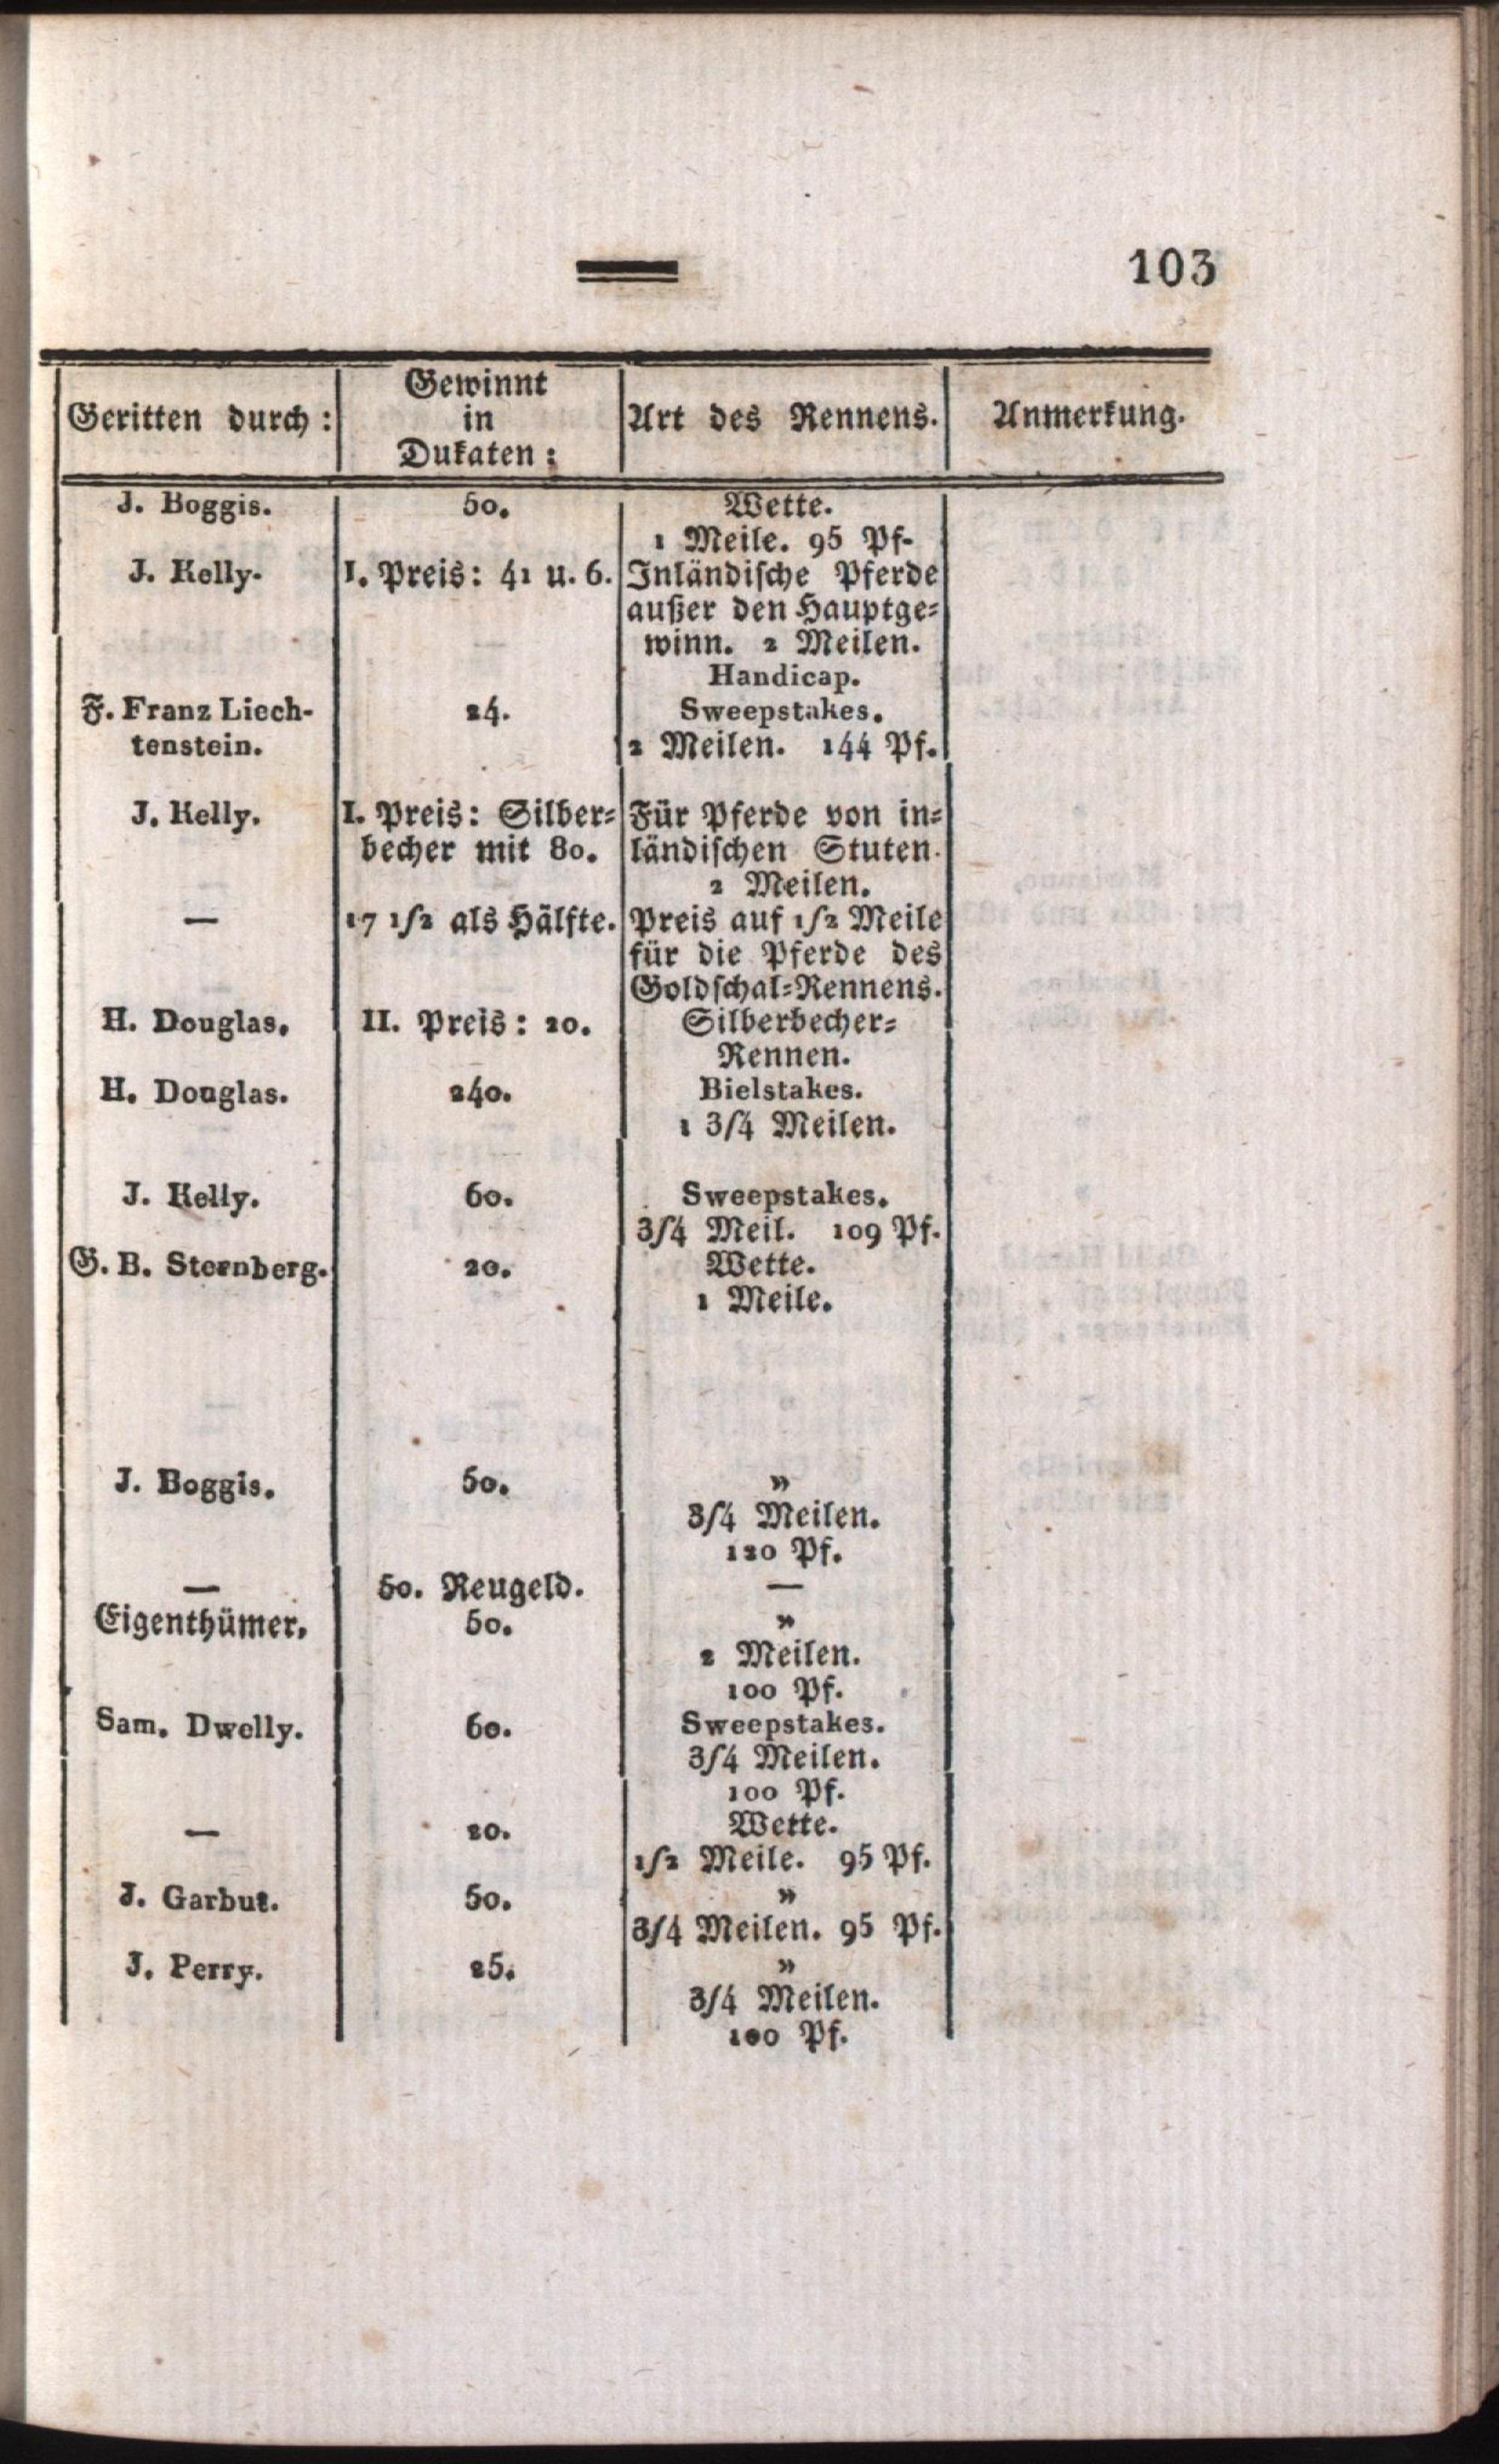 103
Geritten durch:
Gewinnt
in
Dukaten:
Art des Rennens.
Anmerkung.
J. Boggis. 50. Wette.
1 Meile. 95 Pf.
J. Kelly. I. Preis: 41 u. 6. Inländische Pferde
außer den Hauptge=
winn. 2 Meilen.
Handicap.
F. Franz Liech- 24. Sweepstakes.
tenstein. 2 Meilen. 144 Pf.
J. Kelly. I. Preis: Silber= Für Pferde von in=
becher mit 80. ländischen Stuten.
2 Meilen.
— 17 1/2 als Hälfte. Preis auf 1/2 Meile
für die Pferde des
Goldschal=Rennens.
H. Douglas. II. Preis: 20. Silberbecher=
Rennen.
H. Douglas. 240. Bielstakes.
1 3/4 Meilen.
J. Kelly. 60. Sweepstakes.
3/4 Meil. 109 Pf.
G. B. Sternberg. 20. Wette.
1 Meile.
J. Boggis. 50. »
3/4 Meilen.
120 Pf.
— 50. Reugeld. —
Eigenthümer. 50. »
2 Meilen.
100 Pf.
Sam. Dwelly. 60. Sweepstakes.
3/4 Meilen.
100 Pf.
— 20. Wette.
1/2 Meile. 95 Pf.
J. Garbut. 50. »
3/4 Meilen. 95 Pf.
J. Perry. 25. »
3/4 Meilen.
100 Pf.